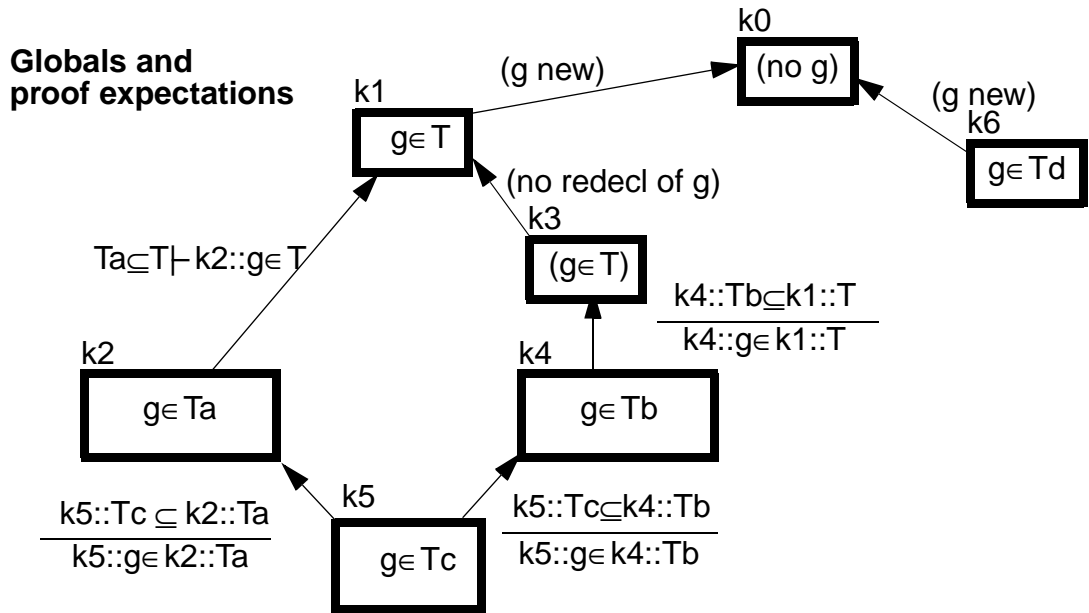 Globals and
proof expectations
k0
(no g)
(g new)
(g new)
k1
g∈ T
k6
g∈ Td
(no redecl of g)
k3
(g∈ T)
Ta⊆T⊢ k2::g∈ T
k4::Tb⊆k1::T
k4::g∈ k1::T
k2
g∈ Ta
k4
g∈ Tb
k5::Tc ⊆ k2::Ta
k5::g∈ k2::Ta
k5
g∈ Tc
k5::Tc⊆k4::Tb
k5::g∈ k4::Tb